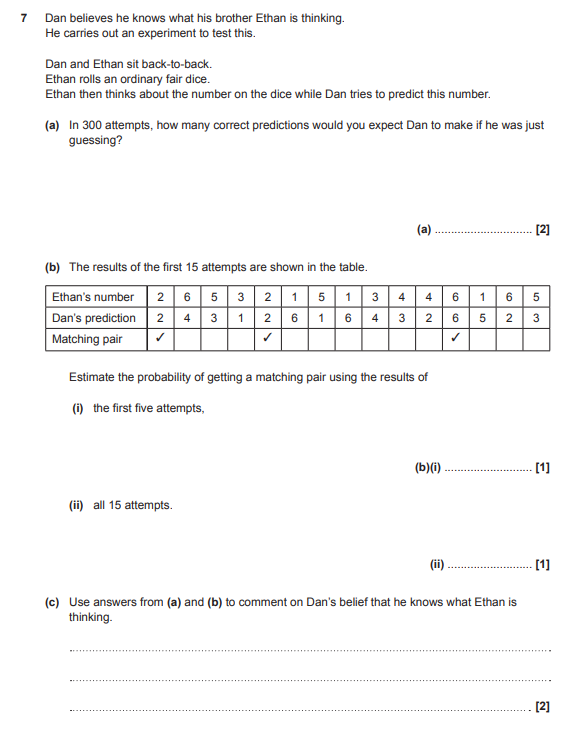 7 Dan believes he knows what his brother Ethan is thinking.
He carries out an experiment to test this.
Dan and Ethan sit back-to-back.
Ethan rolls an ordinary fair dice.
Ethan then thinks about the number on the dice while Dan tries to predict this number.
(a) In 300 attempts, how many correct predictions would you expect Dan to make if he was just
guessing?
(a) .............................. [2]
(b) The results of the first 15 attempts are shown in the table.
Ethan's number 2 6 5 3 2 1 5 1 3 4 4 6 1 6 5
Dan's prediction 2 4 3 1 2 6 1 6 4 3 2 6 5 2 3
Matching pair ✓ ✓ ✓
Estimate the probability of getting a matching pair using the results of
(i) the first five attempts,
(b)(i) .............................. [1]
(ii) all 15 attempts.
(ii) .............................. [1]
(c) Use answers from (a) and (b) to comment on Dan's belief that he knows what Ethan is
thinking.
..............................................................................................................................
..............................................................................................................................
.............................................................................................................................. [2]